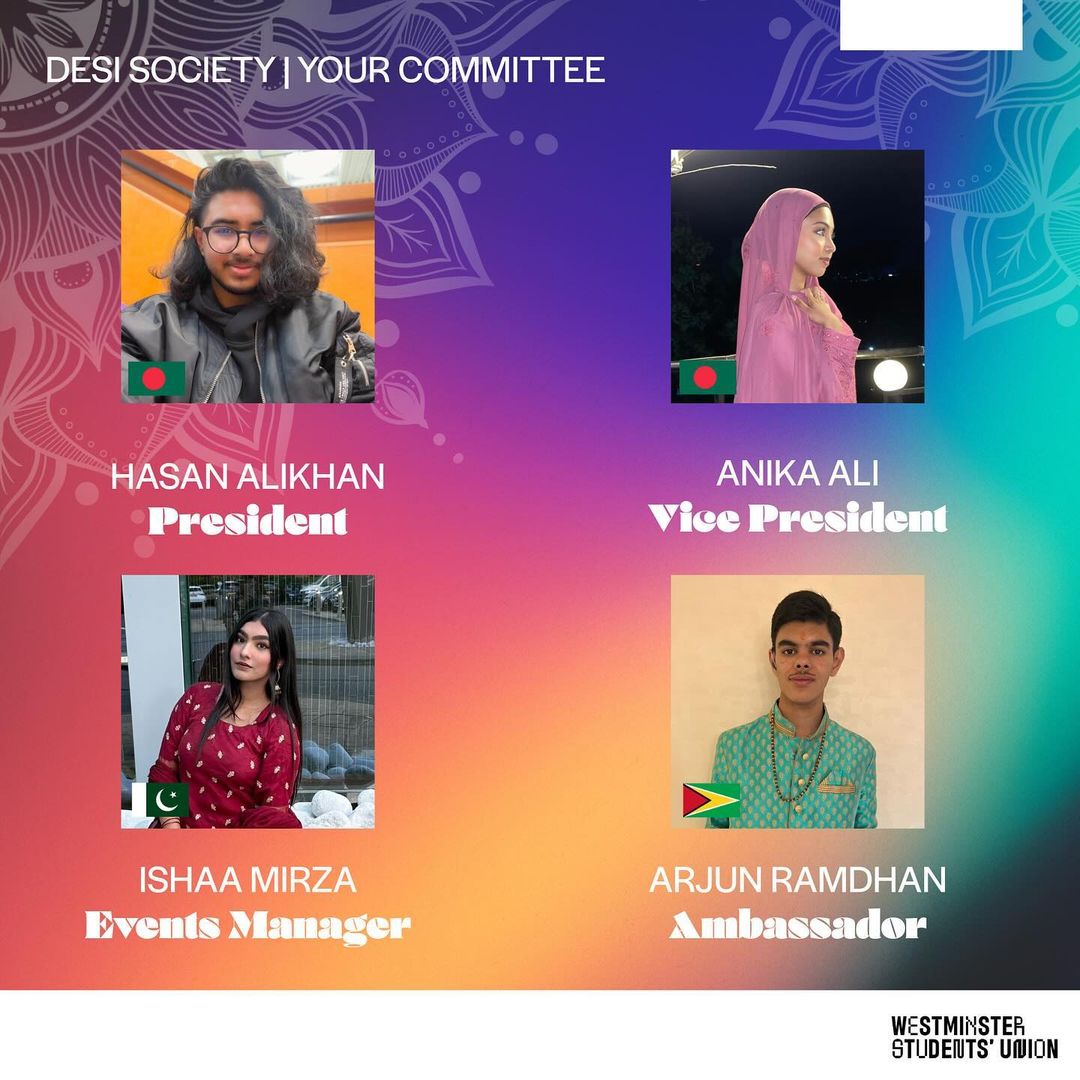 DESI SOCIETY | YOUR COMMITTEE
HASAN ALIKHAN
President
ANIKA ALI
Vice President
ISHAA MIRZA
Events Manager
ARJUN RAMDHAN
Ambassador
WESTMINSTER
STUDENTS' UNION